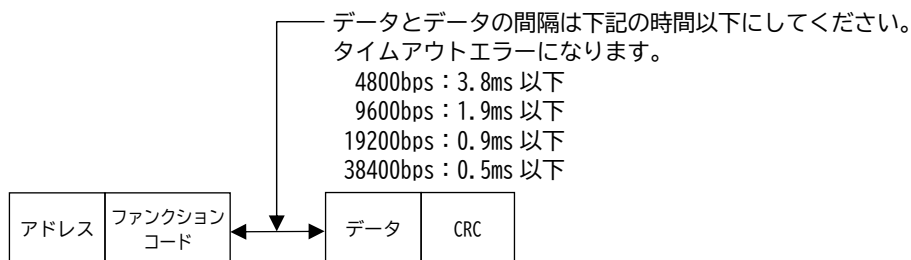 データとデータの間隔は下記の時間以下にしてください。
タイムアウトエラーになります。
4800bps：3.8ms 以下
9600bps：1.9ms 以下
19200bps：0.9ms 以下
38400bps：0.5ms 以下
アドレス
ファンクション
コード
データ
CRC